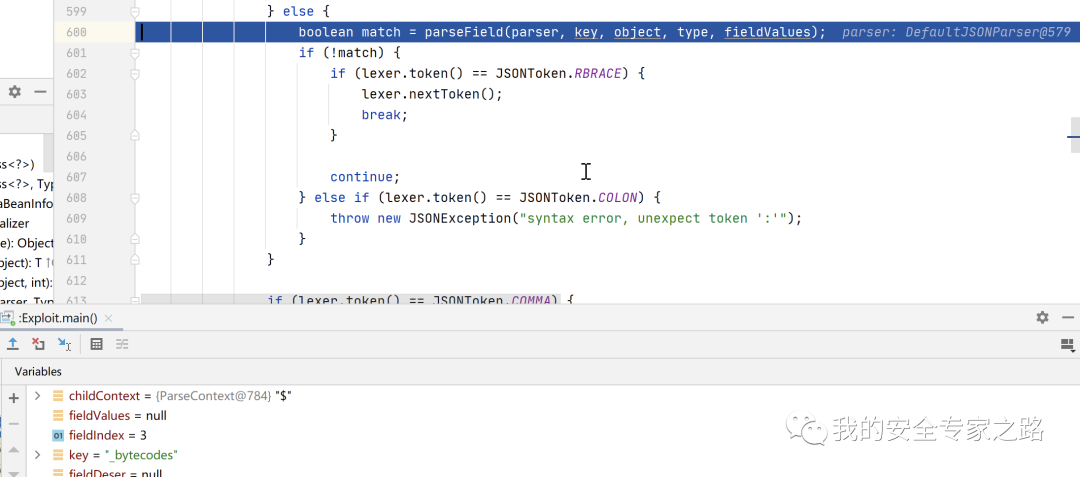 599 } else {
600 boolean match = parseField(parser, key, object, type, fieldValues); parser: DefaultJSONParser@579
601 if (!match) {
602 if (lexer.token() == JSONToken.RBRACE) {
603 lexer.nextToken();
604 break;
605 }
606
607 continue;
608 } else if (lexer.token() == JSONToken.COLON) {
609 throw new JSONException("syntax error, unexpect token ':'");
610 }
611 }
612
613 if (lexer.token() == JSONToken.COMMA) {
ss<?>)
ss<?>, Typ
aBeanInfo
alizer
e): Object
bject): T
bject, int):
Parser, Typ
:Exploit.main()
Variables
childContext = {ParseContext@784} "$"
fieldValues = null
01 fieldIndex = 3
key = "_bytecodes"
fieldDeser = null
我的安全专家之路